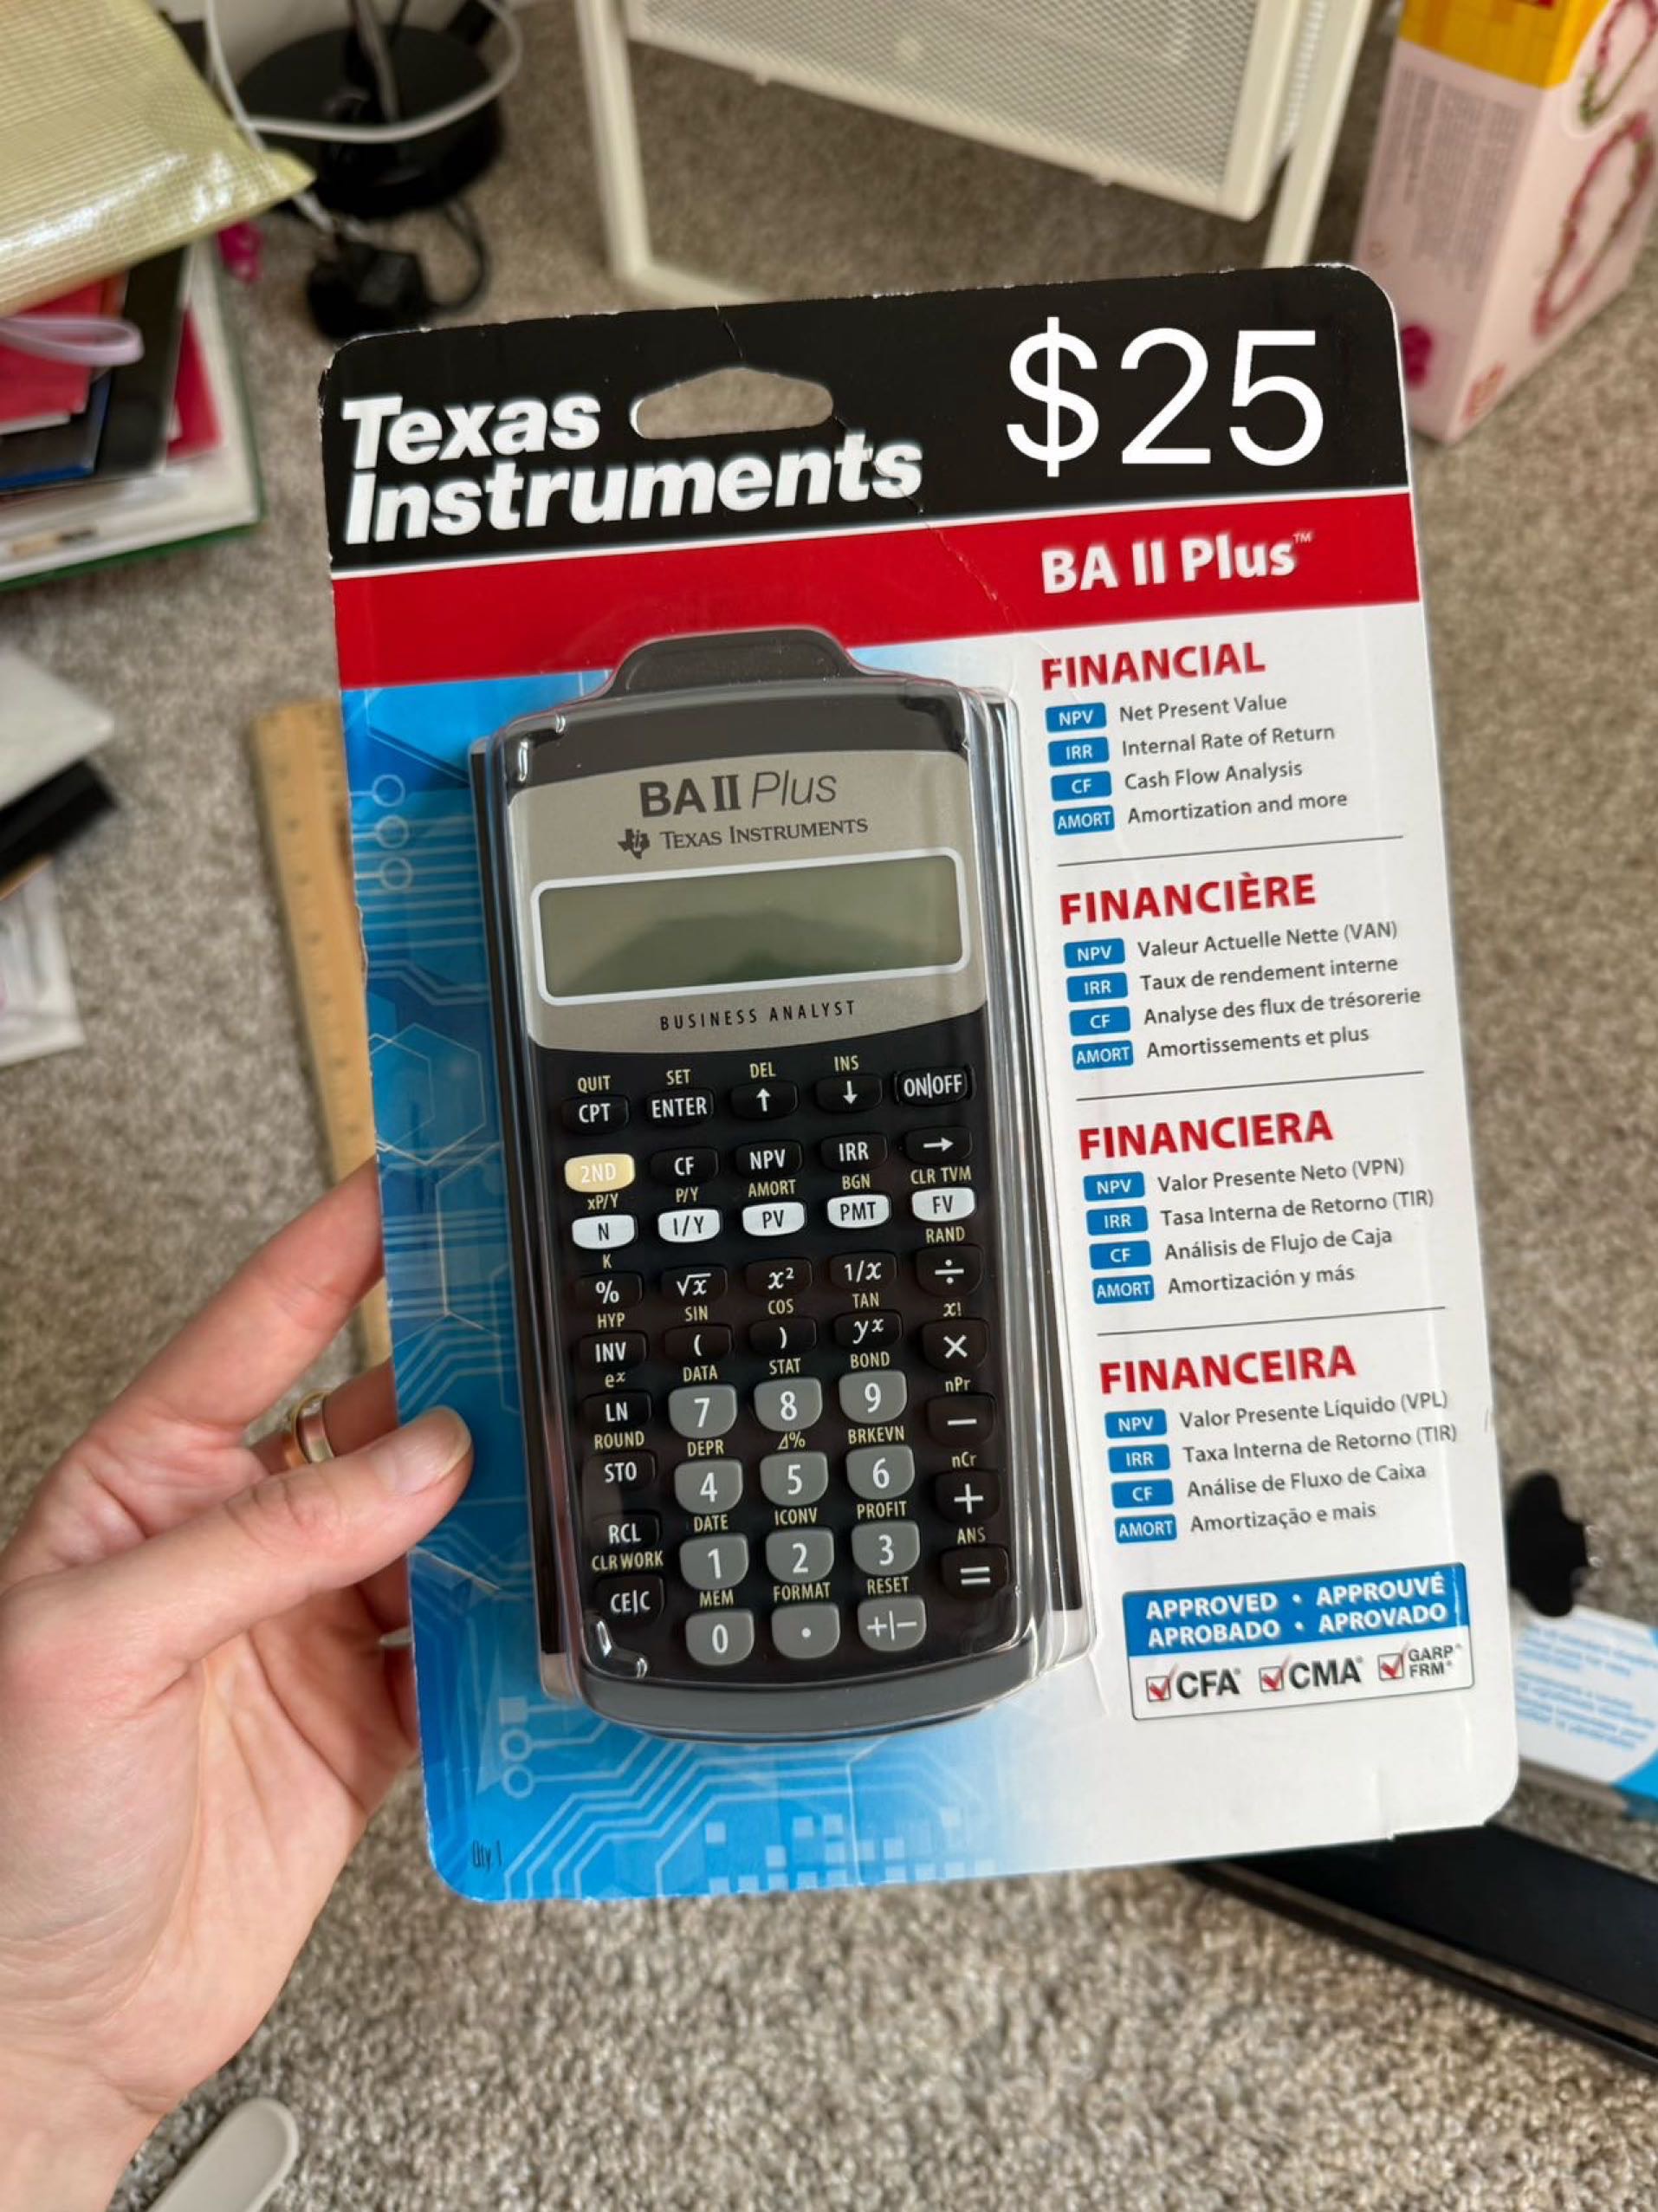 $25
Texas
Instruments
BA II Plus™
FINANCIAL
NPV Net Present Value
IRR Internal Rate of Return
CF Cash Flow Analysis
AMORT Amortization and more
FINANCIÈRE
NPV Valeur Actuelle Nette (VAN)
IRR Taux de rendement interne
CF Analyse des flux de trésorerie
AMORT Amortissements et plus
FINANCIERA
NPV Valor Presente Neto (VPN)
IRR Tasa Interna de Retorno (TIR)
CF Análisis de Flujo de Caja
AMORT Amortización y más
FINANCEIRA
NPV Valor Presente Líquido (VPL)
IRR Taxa Interna de Retorno (TIR)
CF Análise de Fluxo de Caixa
AMORT Amortização e mais
APPROVED • APPROUVÉ
APROBADO • APROVADO
CFA® CMA® GARP®
FRM®
BA II Plus
TEXAS INSTRUMENTS
BUSINESS ANALYST
QUIT SET DEL INS
CPT ENTER ↑ ↓ ON|OFF
2ND CF NPV IRR →
xP/Y P/Y AMORT BGN CLR TVM
N I/Y PV PMT FV
K RAND
% √x x² 1/x ÷
HYP SIN COS TAN x!
INV ( ) yˣ ×
eˣ DATA STAT BOND nPr
LN 7 8 9 −
ROUND DEPR Δ% BRKEVN nCr
STO 4 5 6 +
DATE ICONV PROFIT ANS
RCL 1 2 3 =
CLR WORK MEM FORMAT RESET
CE|C 0 . +|−
Qty 1